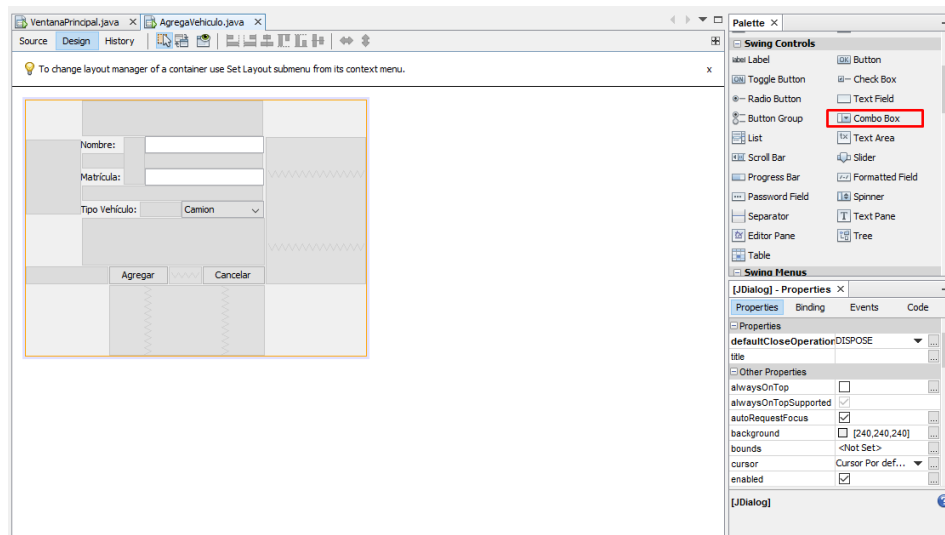 VentanaPrincipal.java
AgregaVehiculo.java
Source Design History
To change layout manager of a container use Set Layout submenu from its context menu. x
Nombre:
Matrícula:
Tipo Vehículo: Camion
Agregar Cancelar
Palette
Swing Controls
label Label OK Button
ON Toggle Button Check Box
Radio Button Text Field
Button Group Combo Box
List Text Area
Scroll Bar Slider
Progress Bar Formatted Field
Password Field Spinner
Separator Text Pane
Editor Pane Tree
Table
Swing Menus
[JDialog] - Properties
Properties Binding Events Code
Properties
defaultCloseOperation DISPOSE
title
Other Properties
alwaysOnTop
alwaysOnTopSupported
autoRequestFocus
background [240,240,240]
bounds <Not Set>
cursor Cursor Por def...
enabled
[JDialog]